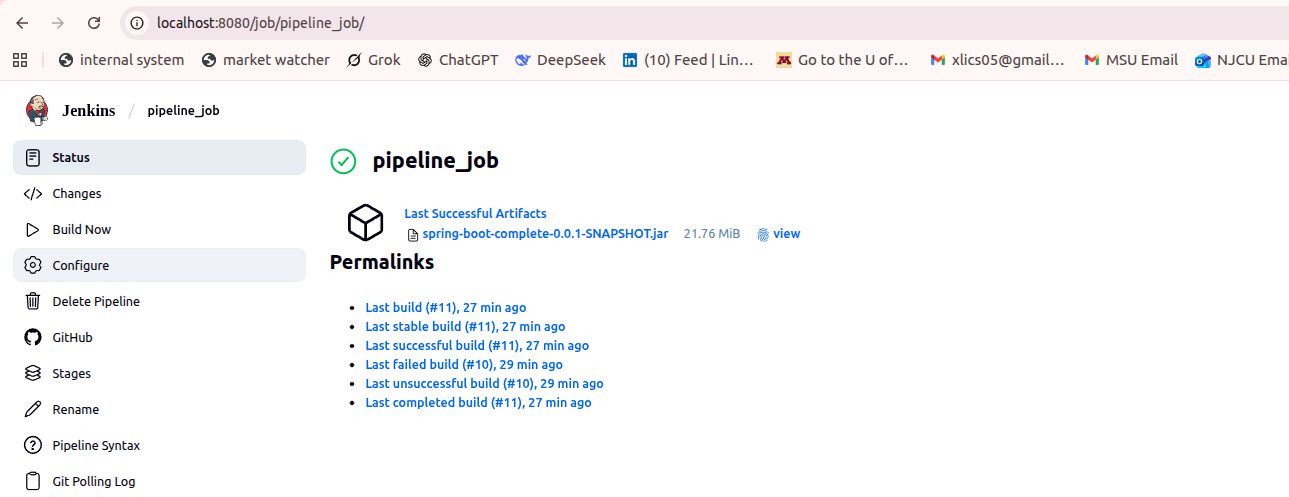 localhost:8080/job/pipeline_job/
internal system market watcher Grok ChatGPT DeepSeek (10) Feed | Lin... Go to the U of... xlics05@gmail... MSU Email NJCU Emai
Jenkins / pipeline_job
Status
Changes
Build Now
Configure
Delete Pipeline
GitHub
Stages
Rename
Pipeline Syntax
Git Polling Log
pipeline_job
Last Successful Artifacts
spring-boot-complete-0.0.1-SNAPSHOT.jar 21.76 MiB view
Permalinks
Last build (#11), 27 min ago
Last stable build (#11), 27 min ago
Last successful build (#11), 27 min ago
Last failed build (#10), 29 min ago
Last unsuccessful build (#10), 29 min ago
Last completed build (#11), 27 min ago